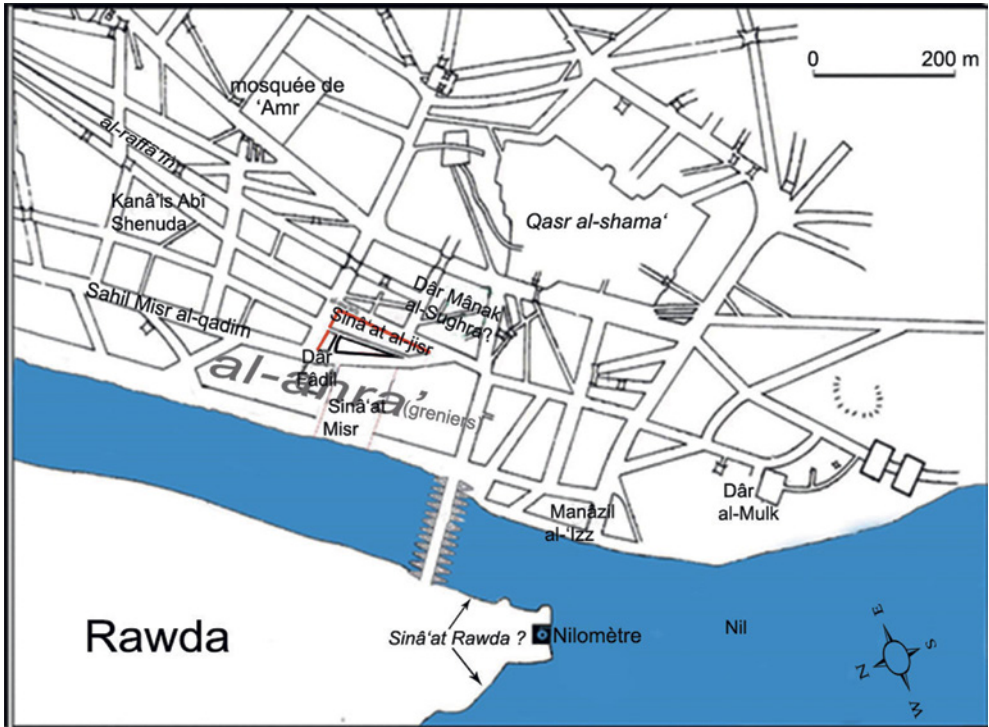 0 200 m
mosquée de
‘Amr
al-raffa’in
Kanâ’is Abî
Shenuda
Qasr al-shama‘
Sahil Misr al-qadim
Dâr Mânak
al-Sughra?
Sinâ‘at al-jisr
Dâr
Fâdil
al-ahra’
(greniers)
Sinâ‘at
Misr
Manâzil
al-‘Izz
Dâr
al-Mulk
Rawda
Sinâ‘at Rawda ?
Nilomètre
Nil
E
S
N
W